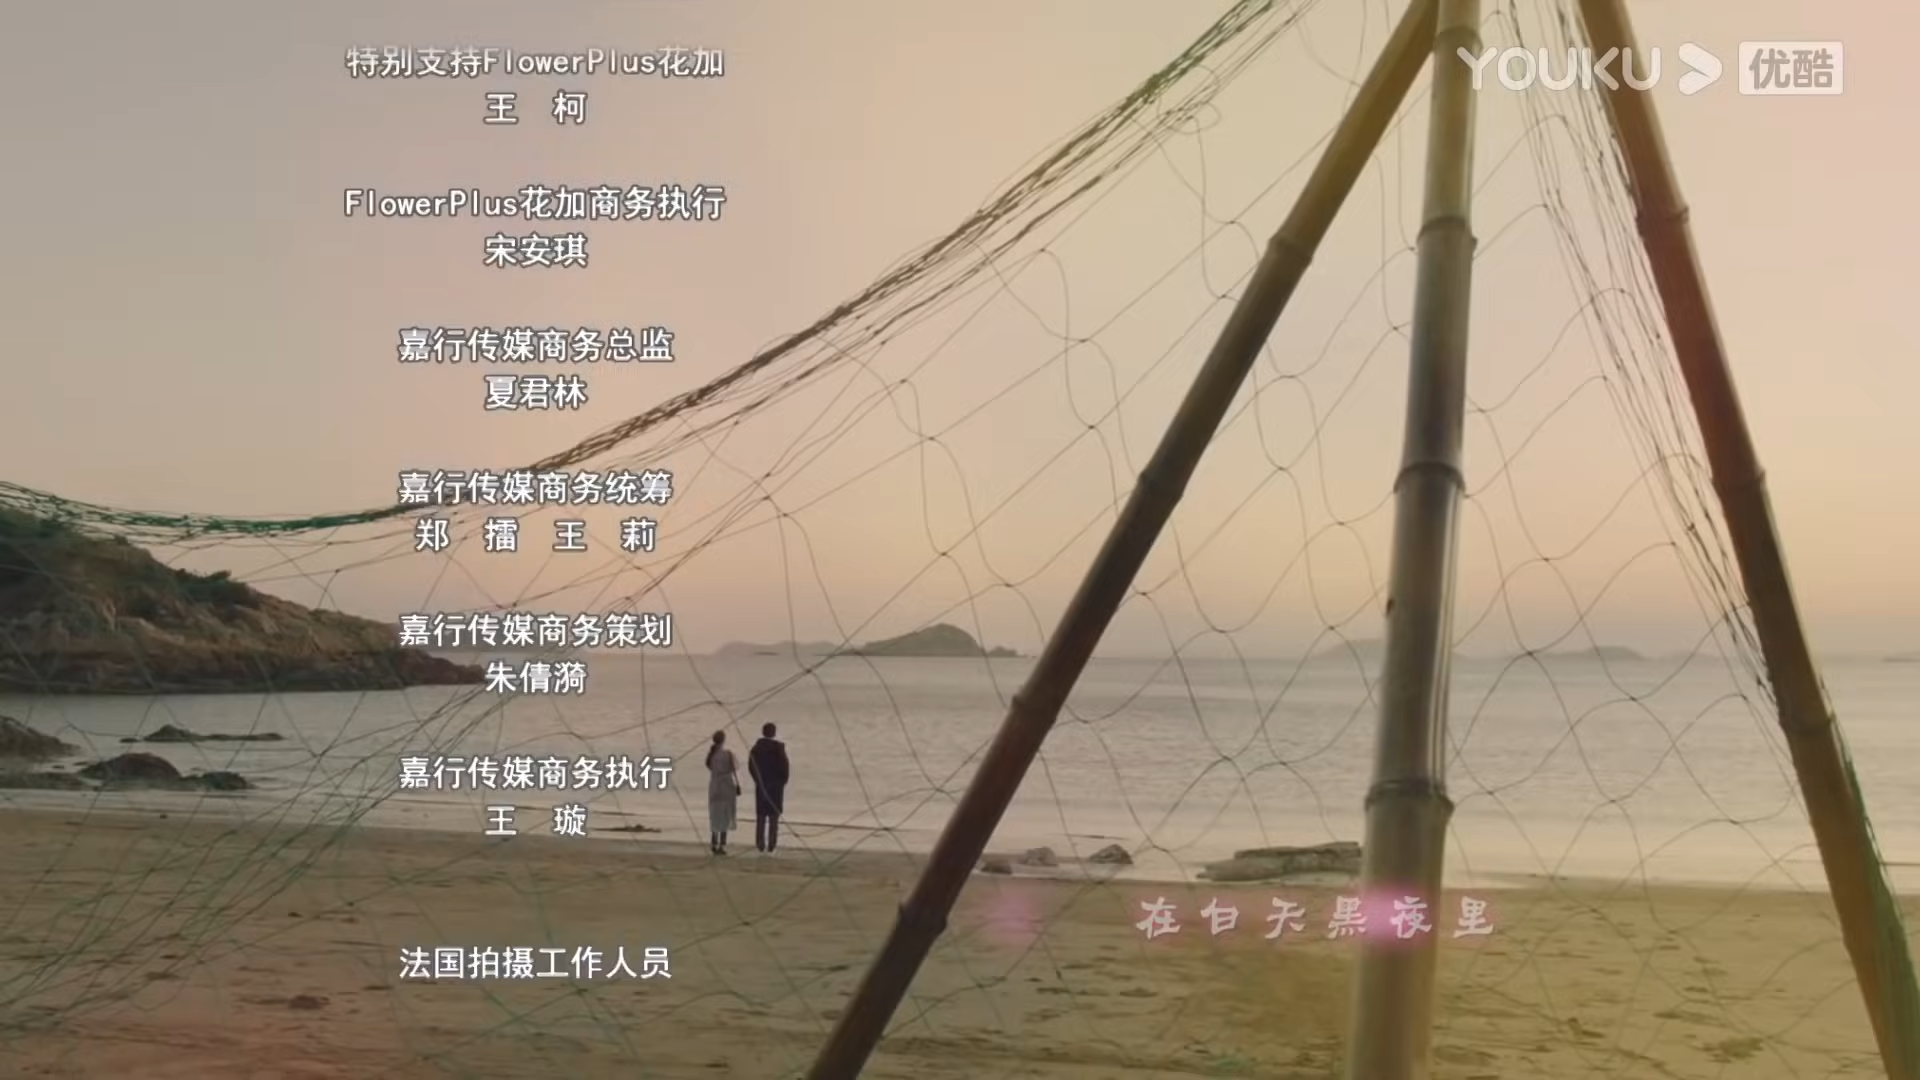 特别支持FlowerPlus花加
王 柯
YOUKU 优酷
FlowerPlus花加商务执行
宋安琪
嘉行传媒商务总监
夏君林
嘉行传媒商务统筹
郑 擂 王 莉
嘉行传媒商务策划
朱倩漪
嘉行传媒商务执行
王 璇
在白天黑夜里
法国拍摄工作人员